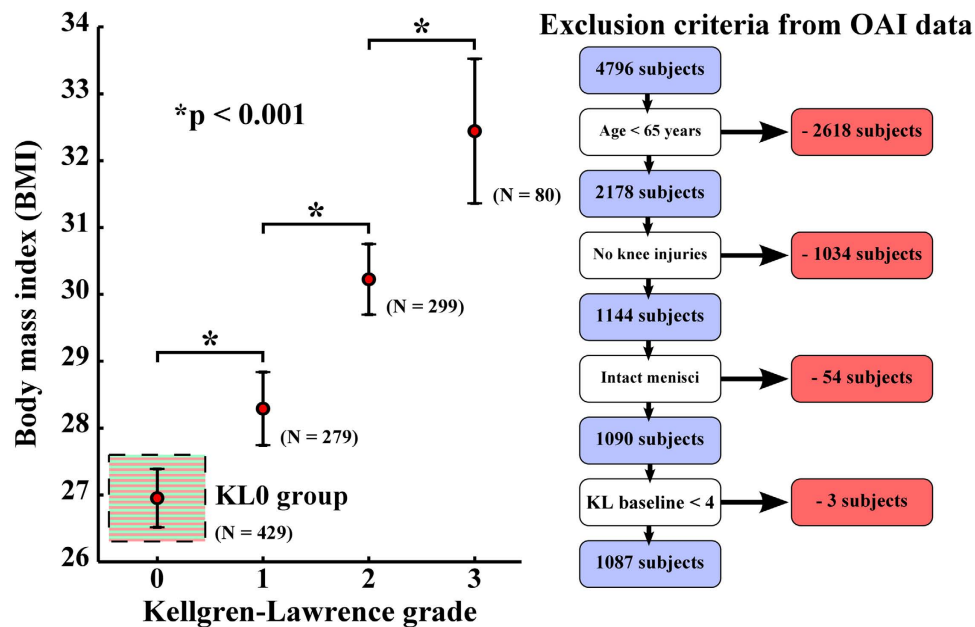 34
33
32
31
30
29
28
27
26
Body mass index (BMI)
*p < 0.001
*
*
*
(N = 80)
(N = 299)
(N = 279)
KL0 group
(N = 429)
0 1 2 3
Kellgren-Lawrence grade
Exclusion criteria from OAI data
4796 subjects
Age < 65 years
- 2618 subjects
2178 subjects
No knee injuries
- 1034 subjects
1144 subjects
Intact menisci
- 54 subjects
1090 subjects
KL baseline < 4
- 3 subjects
1087 subjects